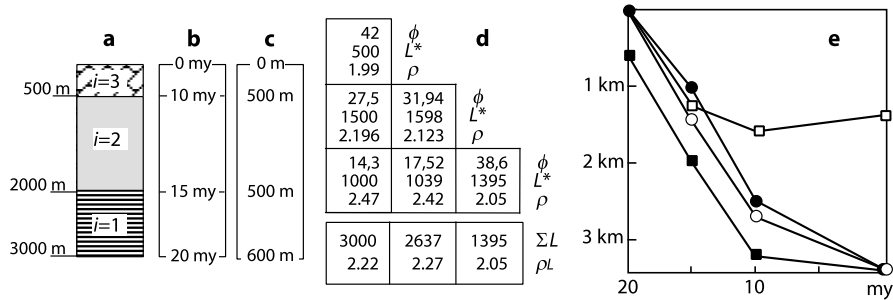 a b c d e
0 my 0 m
i=3
500 m 10 my 500 m
i=2
2000 m 15 my 500 m
i=1
3000 m 20 my 600 m
42 ϕ
500 L*
1.99 ρ
27,5 31,94 ϕ
1500 1598 L*
2.196 2.123 ρ
14,3 17,52 38,6 ϕ
1000 1039 1395 L*
2.47 2.42 2.05 ρ
3000 2637 1395 ΣL
2.22 2.27 2.05 ρL
1 km
2 km
3 km
20 10 my